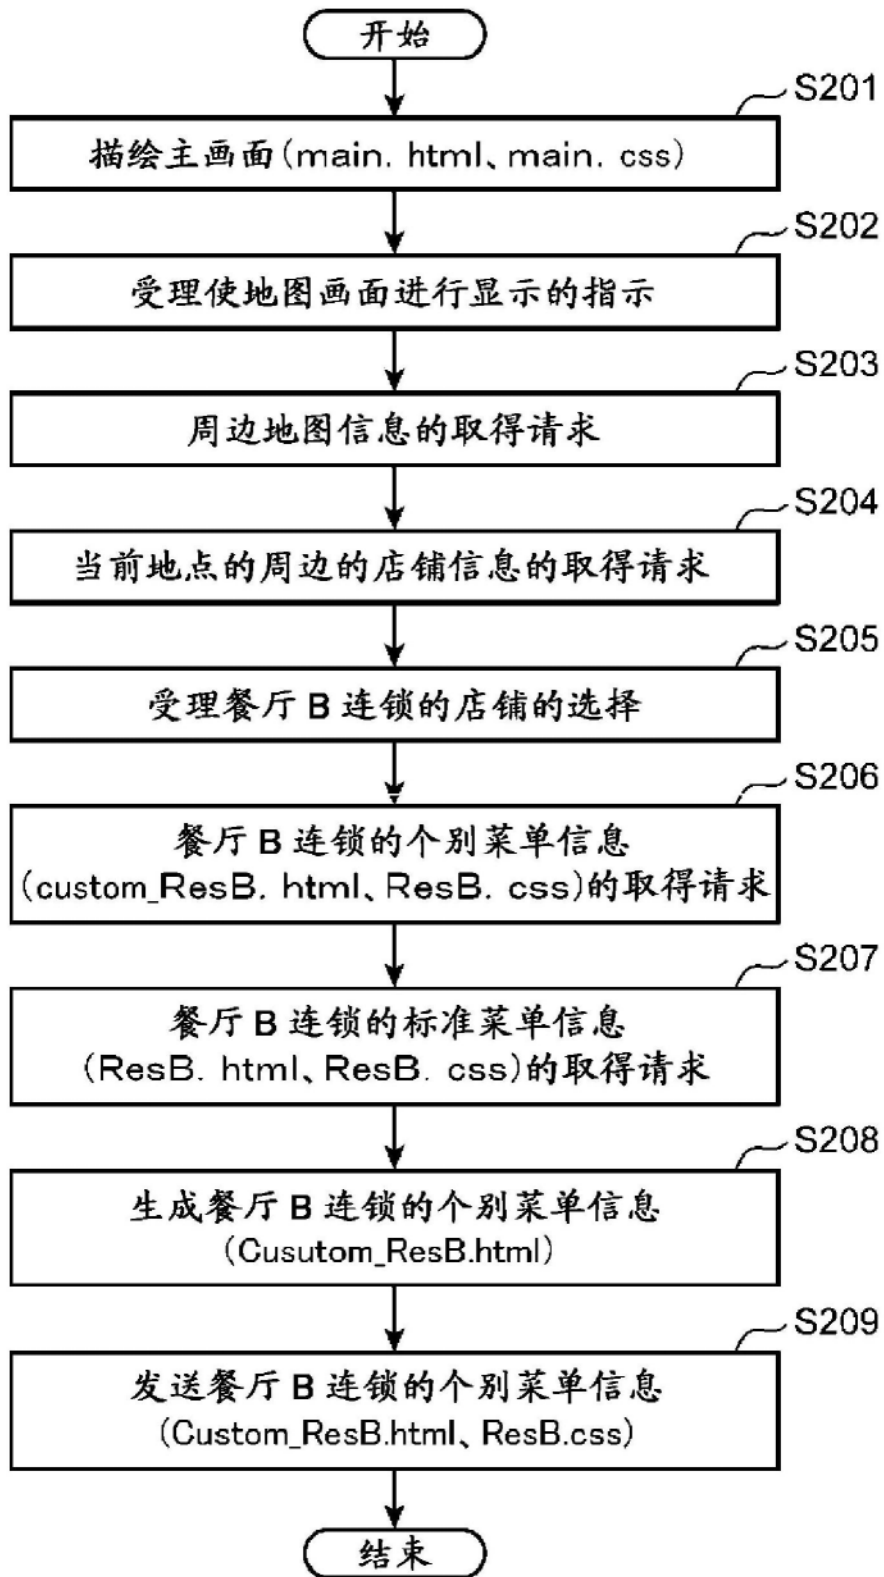 开始
S201
描绘主画面(main. html、main. css)
S202
受理使地图画面进行显示的指示
S203
周边地图信息的取得请求
S204
当前地点的周边的店铺信息的取得请求
S205
受理餐厅 B 连锁的店铺的选择
S206
餐厅 B 连锁的个别菜单信息
(custom_ResB. html、ResB. css)的取得请求
S207
餐厅 B 连锁的标准菜单信息
(ResB. html、ResB. css)的取得请求
S208
生成餐厅 B 连锁的个别菜单信息
(Cusutom_ResB.html)
S209
发送餐厅 B 连锁的个别菜单信息
(Custom_ResB.html、ResB.css)
结束